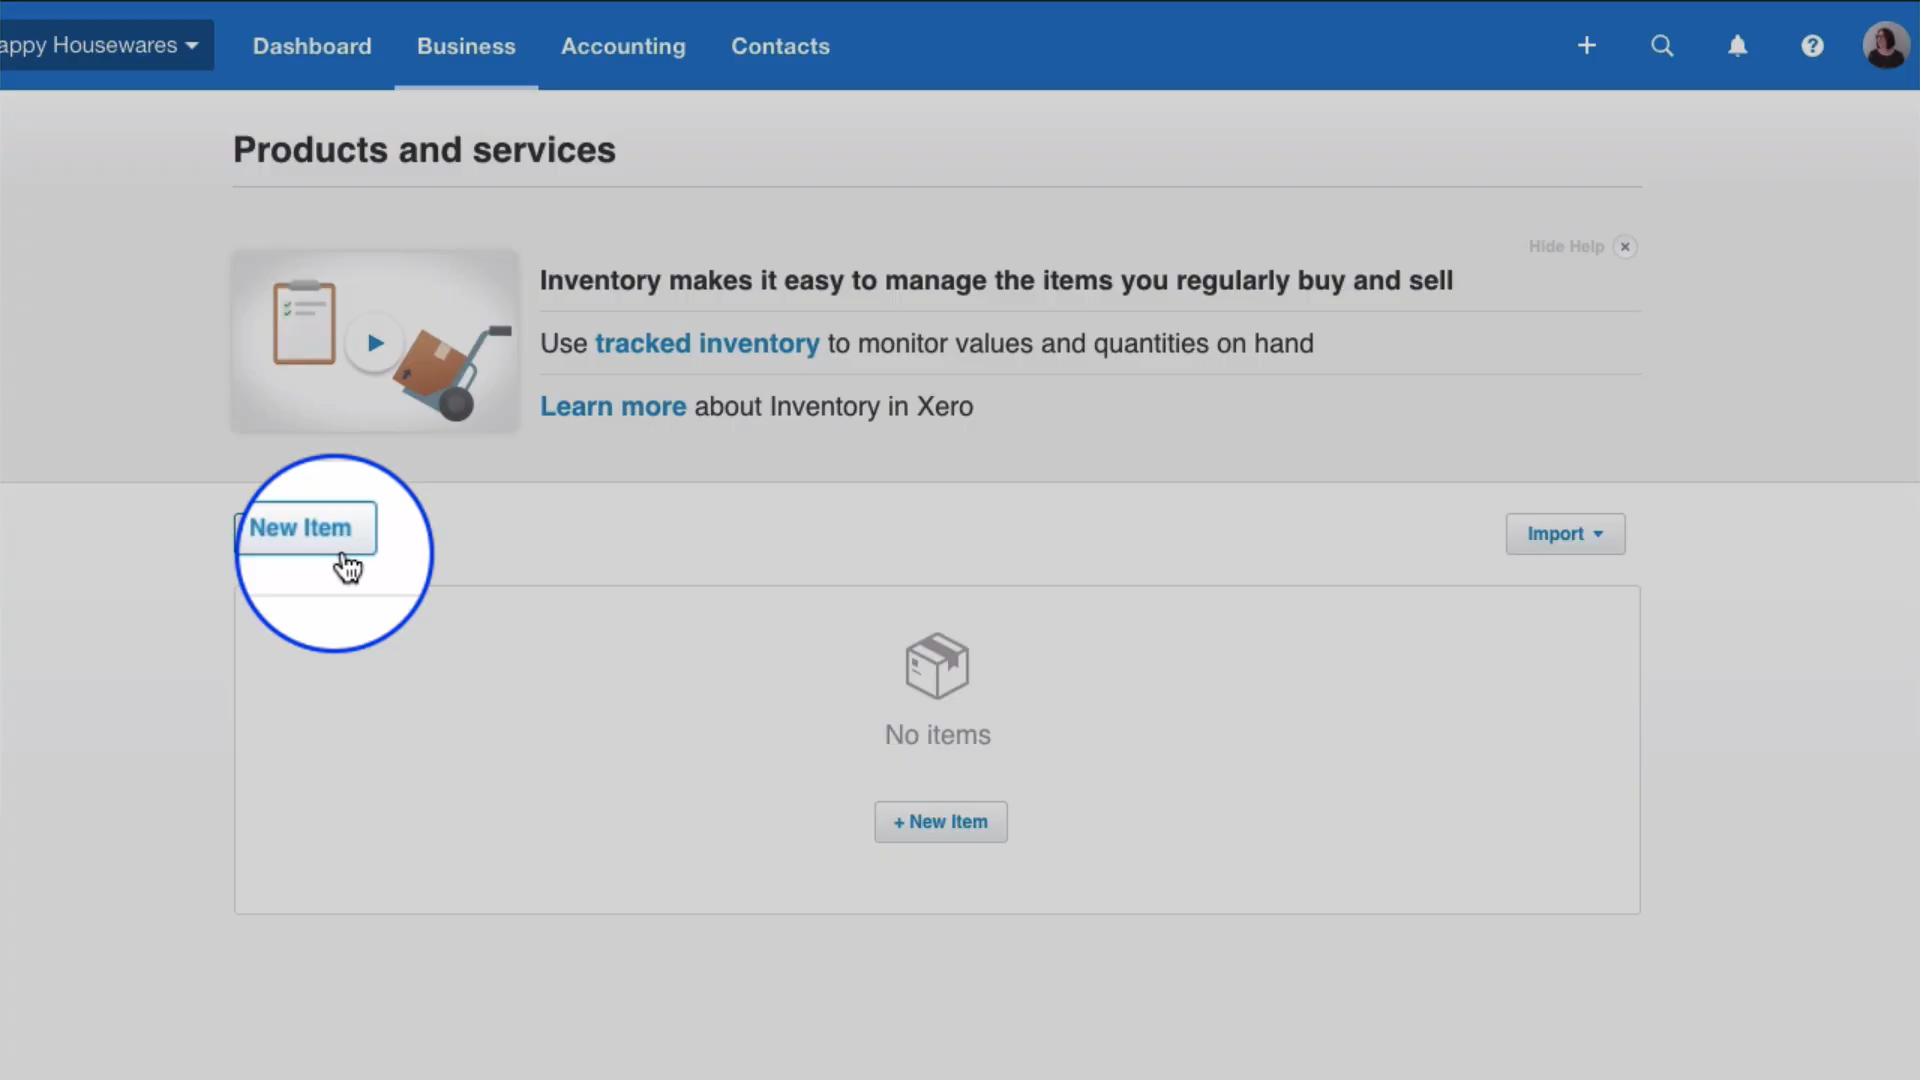 appy Housewares
Dashboard
Business
Accounting
Contacts
Products and services
Hide Help
Inventory makes it easy to manage the items you regularly buy and sell
Use tracked inventory to monitor values and quantities on hand
Learn more about Inventory in Xero
New Item
Import
No items
+ New Item